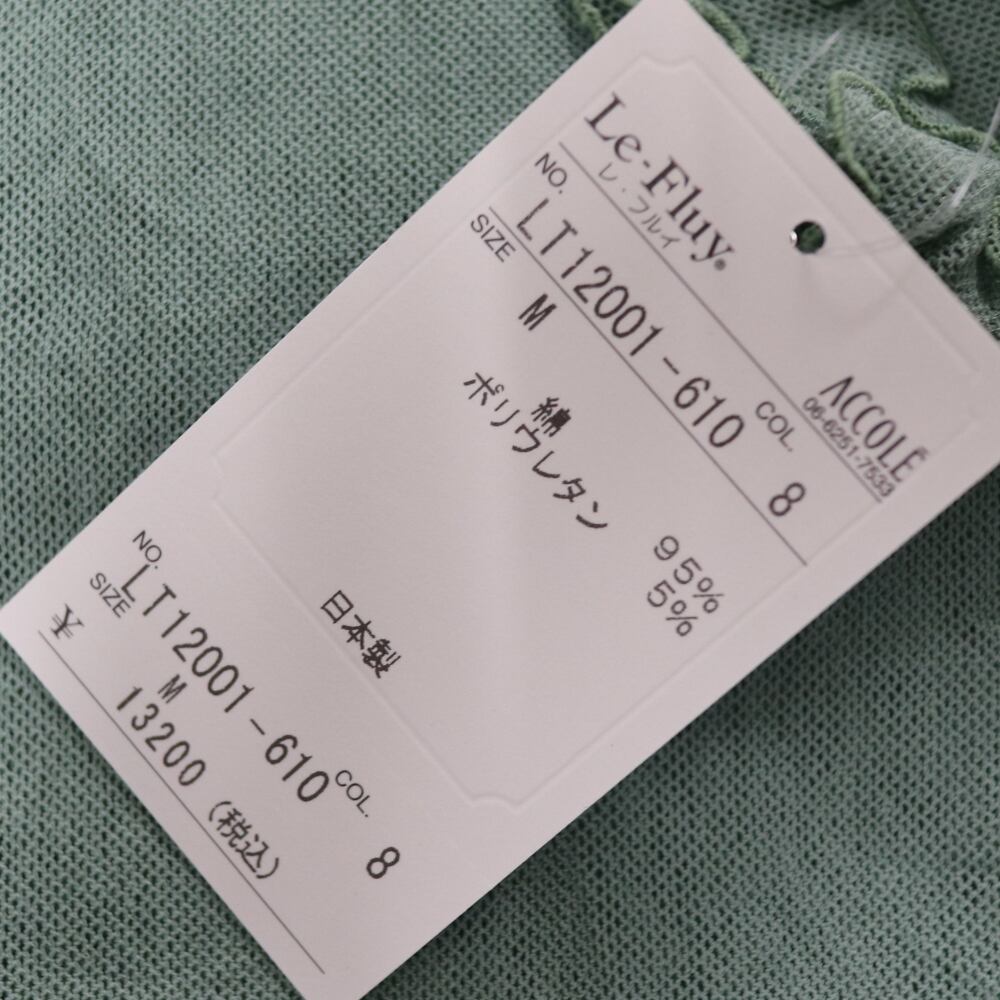 Le·Fluy®
レ・フルイ
ACCOLĒ
06-6251-7533
NO. LT12001-610 COL. 8
SIZE M
綿 95%
ポリウレタン 5%
日本製
NO. LT12001-610 COL. 8
SIZE M
¥ 13200 (税込)